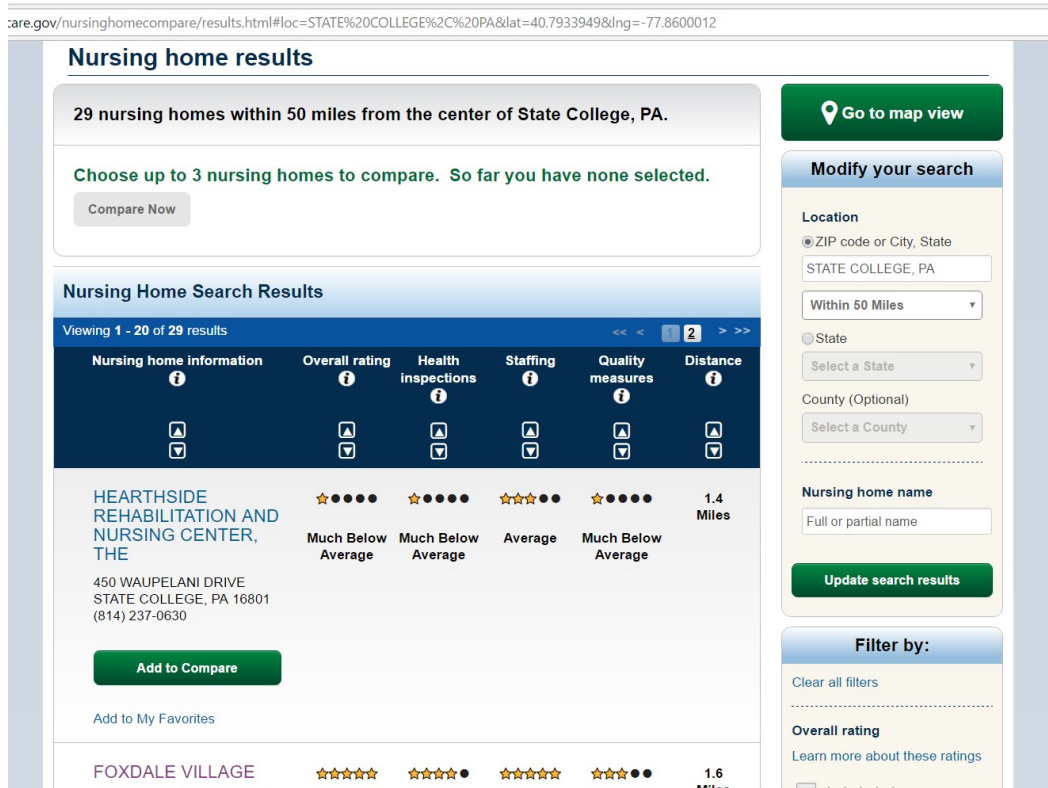 care.gov/nursinghomecompare/results.html#loc=STATE%20COLLEGE%2C%20PA&lat=40.7933949&lng=-77.8600012
Nursing home results
29 nursing homes within 50 miles from the center of State College, PA.
Choose up to 3 nursing homes to compare. So far you have none selected.
Compare Now
Nursing Home Search Results
Viewing 1 - 20 of 29 results
<< < 1 2 > >>
Nursing home information
Overall rating
Health
inspections
Staffing
Quality
measures
Distance
HEARTHSIDE
REHABILITATION AND
NURSING CENTER,
THE
450 WAUPELANI DRIVE
STATE COLLEGE, PA 16801
(814) 237-0630
Much Below
Average
Much Below
Average
Average
Much Below
Average
1.4
Miles
Add to Compare
Add to My Favorites
FOXDALE VILLAGE
1.6
Miles
Go to map view
Modify your search
Location
ZIP code or City, State
STATE COLLEGE, PA
Within 50 Miles
State
Select a State
County (Optional)
Select a County
Nursing home name
Full or partial name
Update search results
Filter by:
Clear all filters
Overall rating
Learn more about these ratings